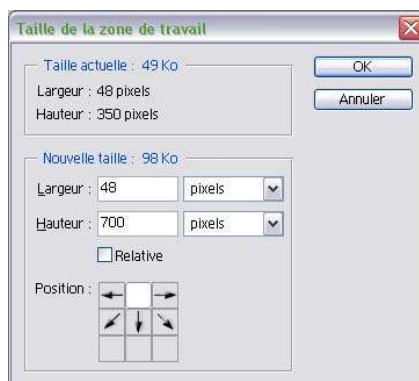 Taille de la zone de travail
Taille actuelle : 49 Ko
OK
Largeur : 48 pixels
Annuler
Hauteur : 350 pixels
Nouvelle taille : 98 Ko
Largeur : 48 pixels
Hauteur : 700 pixels
Relative
Position :